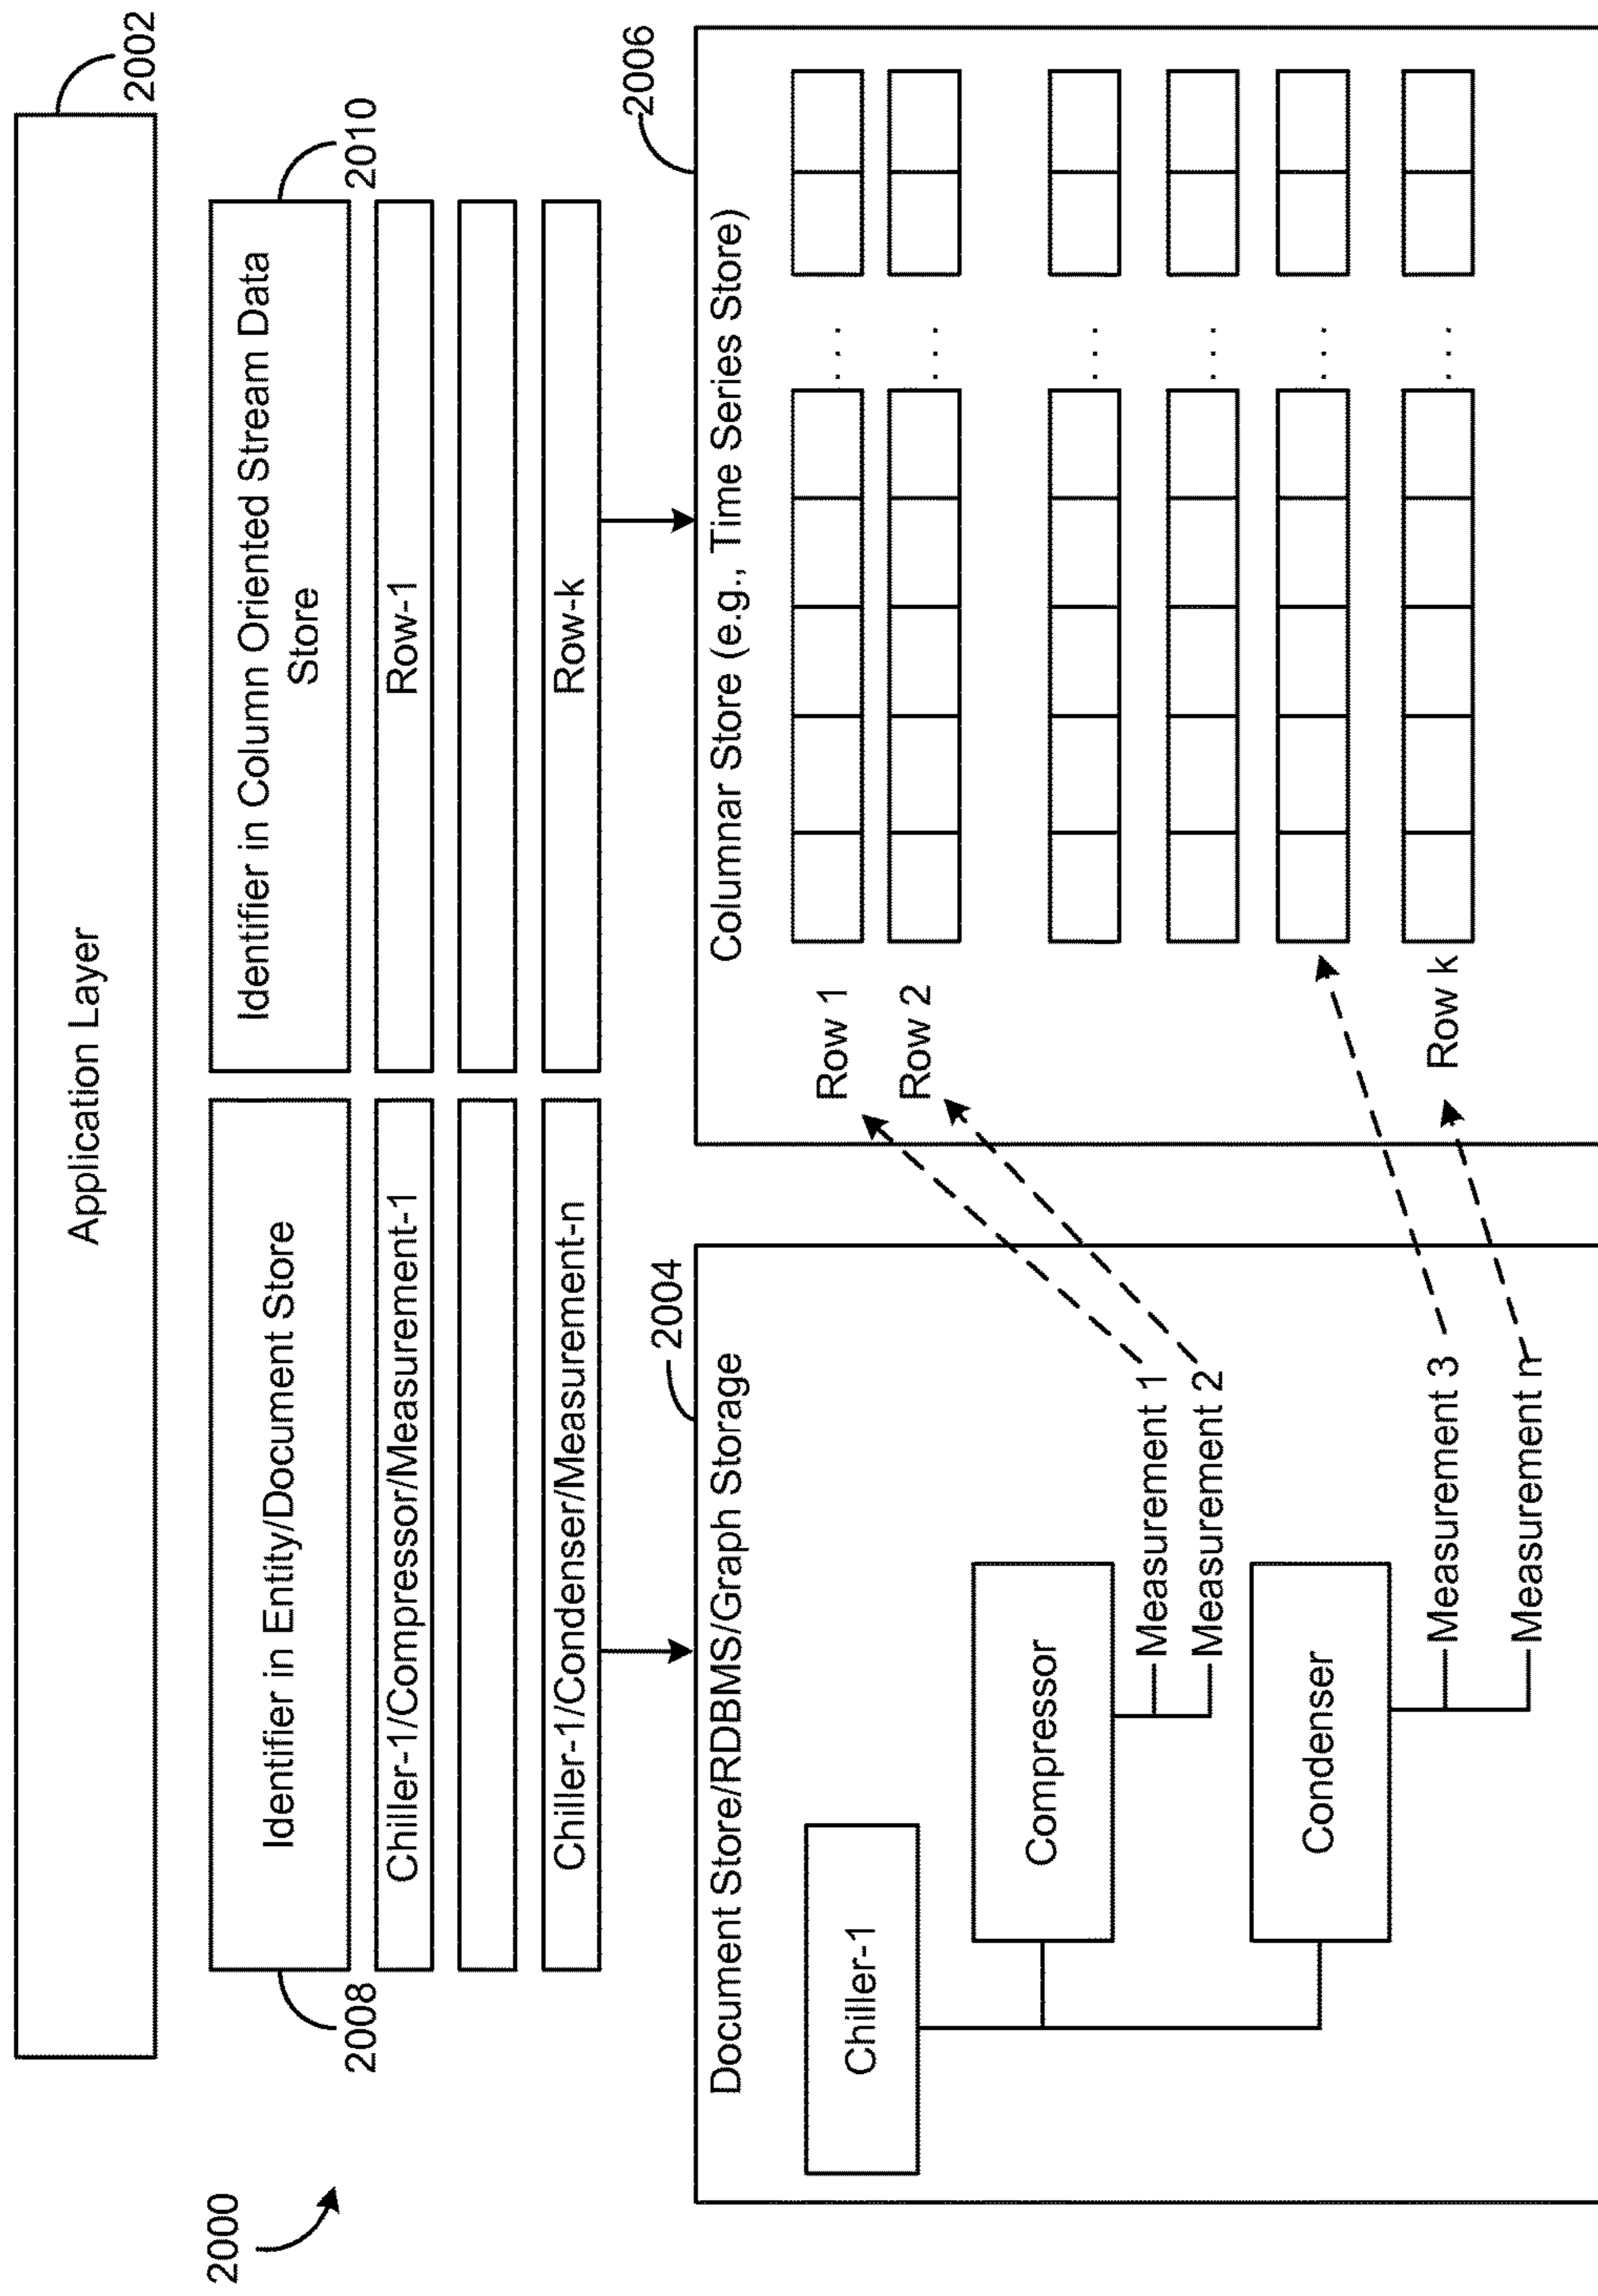 2000
Application Layer
2002
2008
Identifier in Entity/Document Store
Identifier in Column Oriented Stream Data
Store
2010
Chiller-1/Compressor/Measurement-1
Row-1
Chiller-1/Condenser/Measurement-n
Row-k
2004
2006
Document Store/RDBMS/Graph Storage
Columnar Store (e.g., Time Series Store)
Chiller-1
Compressor
Measurement 1
Measurement 2
Condenser
Measurement 3
Measurement n
Row 1
. . .
Row 2
. . .
. . .
. . .
. . .
Row k
. . .